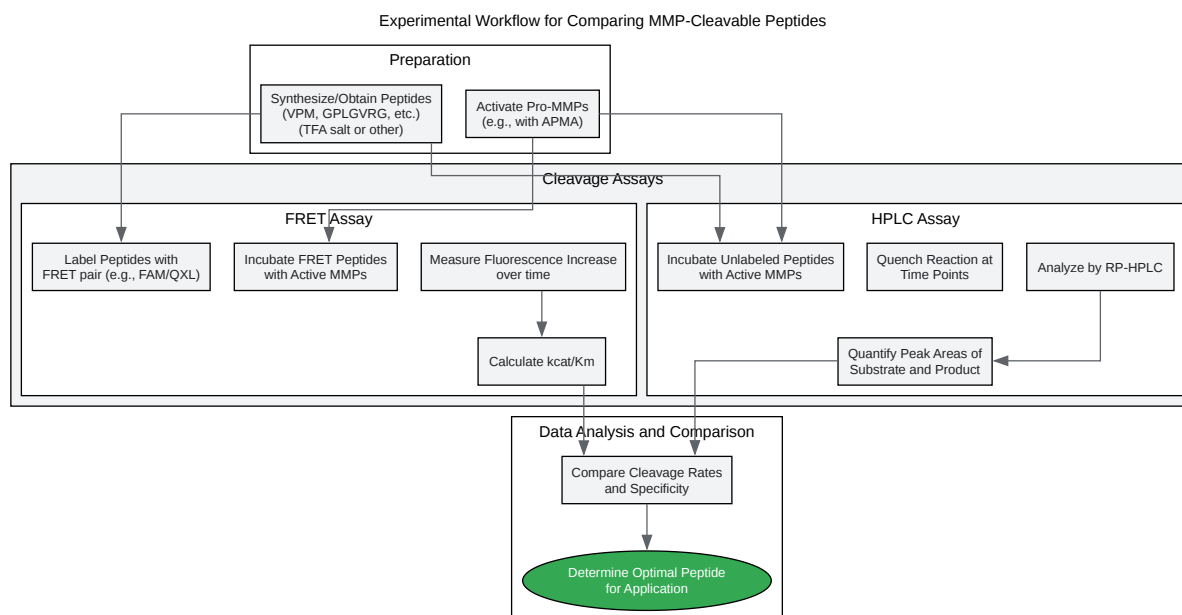 Experimental Workflow for Comparing MMP-Cleavable Peptides
Preparation
Synthesize/Obtain Peptides
(VPM, GPLGVRG, etc.)
(TFA salt or other)
Activate Pro-MMPs
(e.g., with APMA)
Cleavage Assays
FRET Assay
Label Peptides with
FRET pair (e.g., FAM/QXL)
Incubate FRET Peptides
with Active MMPs
Measure Fluorescence Increase
over time
Calculate kcat/Km
HPLC Assay
Incubate Unlabeled Peptides
with Active MMPs
Quench Reaction at
Time Points
Analyze by RP-HPLC
Quantify Peak Areas of
Substrate and Product
Data Analysis and Comparison
Compare Cleavage Rates
and Specificity
Determine Optimal Peptide
for Application